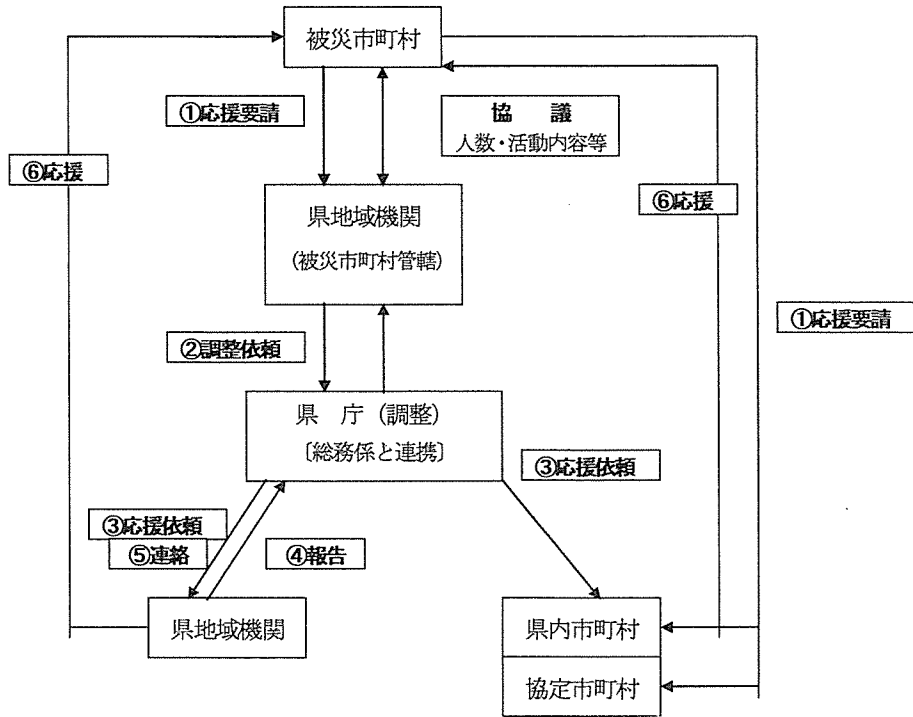 被災市町村
①応援要請
協　議
人数・活動内容等
⑥応援
⑥応援
県地域機関
(被災市町村管轄)
①応援要請
②調整依頼
県　庁（調整）
〔総務係と連携〕
③応援依頼
③応援依頼
⑤連絡
④報告
県地域機関
県内市町村
協定市町村